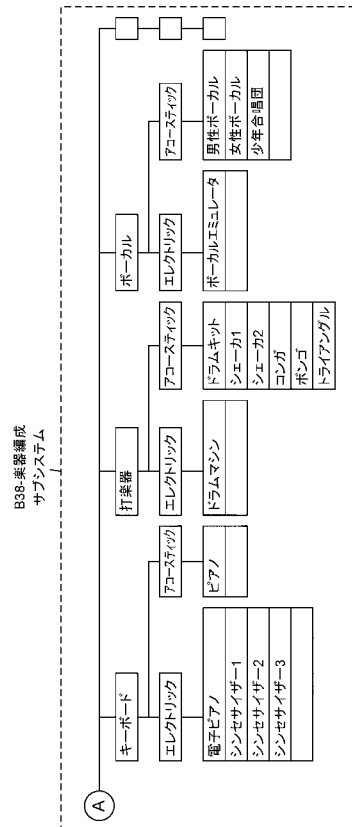 B38-楽器編成
サブシステム
A
キーボード
エレクトリック
電子ピアノ
シンセサイザー1
シンセサイザー2
シンセサイザー3
アコースティック
ピアノ
打楽器
エレクトリック
ドラムマシン
アコースティック
ドラムキット
シェーカ1
シェーカ2
コンガ
ボンゴ
トライアングル
ボーカル
エレクトリック
ボーカルエミュレータ
アコースティック
男性ボーカル
女性ボーカル
少年合唱団